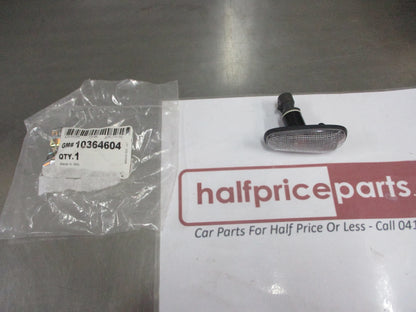 GM# 10364604
QTY.1
halfpriceparts
Car Parts For Half Price Or Less - Call 041